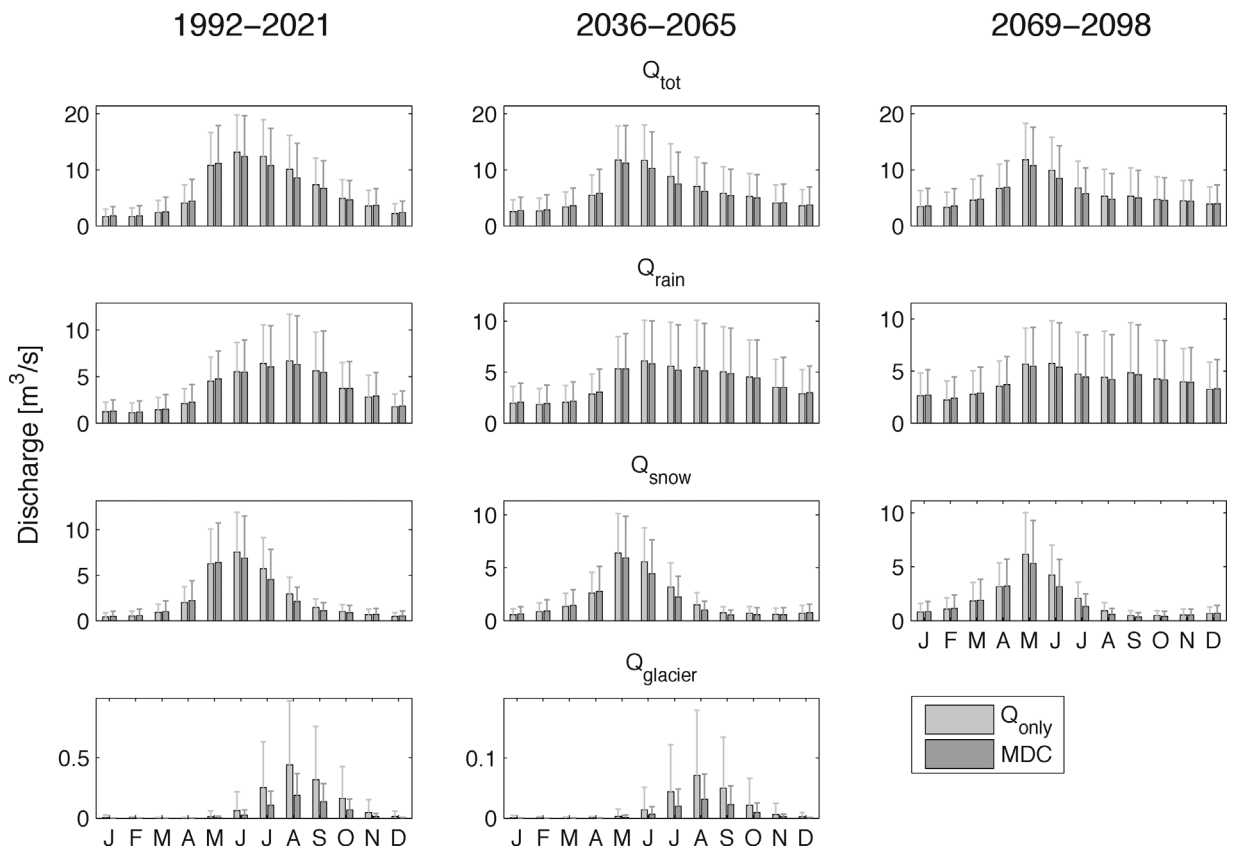 1992–2021 2036–2065 2069–2098
Q_tot
20 20 20
10 10 10
0 0 0
Q_rain
10 10 10
5 5 5
0 0 0
Discharge [m³/s]
Q_snow
10 10 10
5 5 5
0 0 0
J F M A M J J A S O N D
Q_glacier
0.5 0.1
0 0
J F M A M J J A S O N D J F M A M J J A S O N D
Q_only
MDC